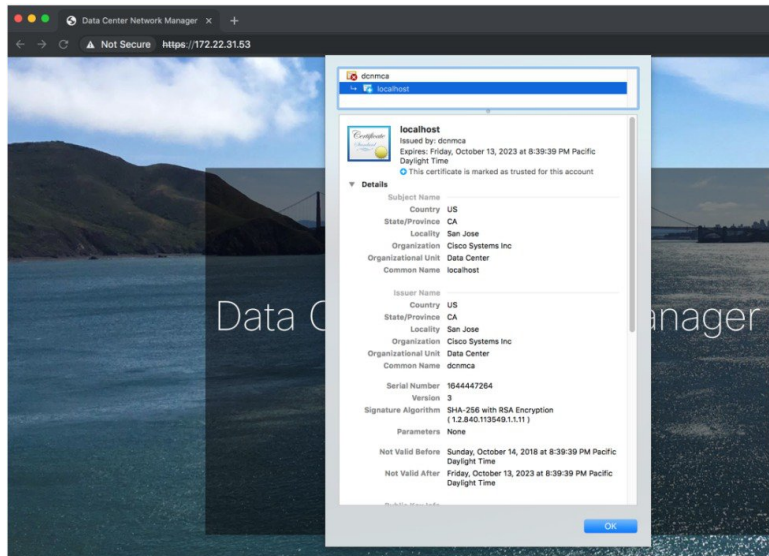 Data Center Network Manager
Not Secure https://172.22.31.53
dcnmca
localhost
Certificate
Standard
localhost
Issued by: dcnmca
Expires: Friday, October 13, 2023 at 8:39:39 PM Pacific
Daylight Time
This certificate is marked as trusted for this account
Details
Subject Name
Country US
State/Province CA
Locality San Jose
Organization Cisco Systems Inc
Organizational Unit Data Center
Common Name localhost
Issuer Name
Country US
State/Province CA
Locality San Jose
Organization Cisco Systems Inc
Organizational Unit Data Center
Common Name dcnmca
Serial Number 1644447264
Version 3
Signature Algorithm SHA-256 with RSA Encryption
( 1.2.840.113549.1.1.11 )
Parameters None
Not Valid Before Sunday, October 14, 2018 at 8:39:39 PM Pacific
Daylight Time
Not Valid After Friday, October 13, 2023 at 8:39:39 PM Pacific
Daylight Time
Public Key Info
OK
Data C anager